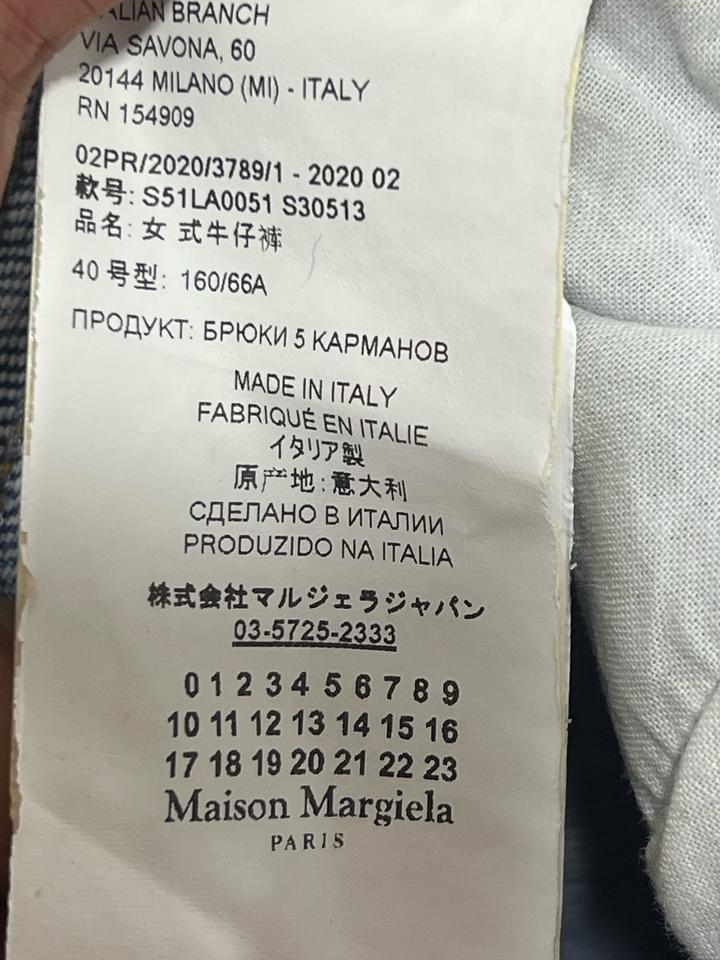 ITALIAN BRANCH
VIA SAVONA, 60
20144 MILANO (MI) - ITALY
RN 154909
02PR/2020/3789/1 - 2020 02
款号: S51LA0051 S30513
品名: 女 式牛仔裤
40 号型: 160/66A
ПРОДУКТ: БРЮКИ 5 КАРМАНОВ
MADE IN ITALY
FABRIQUÉ EN ITALIE
イタリア製
原产地:意大利
СДЕЛАНО В ИТАЛИИ
PRODUZIDO NA ITALIA
株式会社マルジェラジャパン
03-5725-2333
0 1 2 3 4 5 6 7 8 9
10 11 12 13 14 15 16
17 18 19 20 21 22 23
Maison Margiela
PARIS